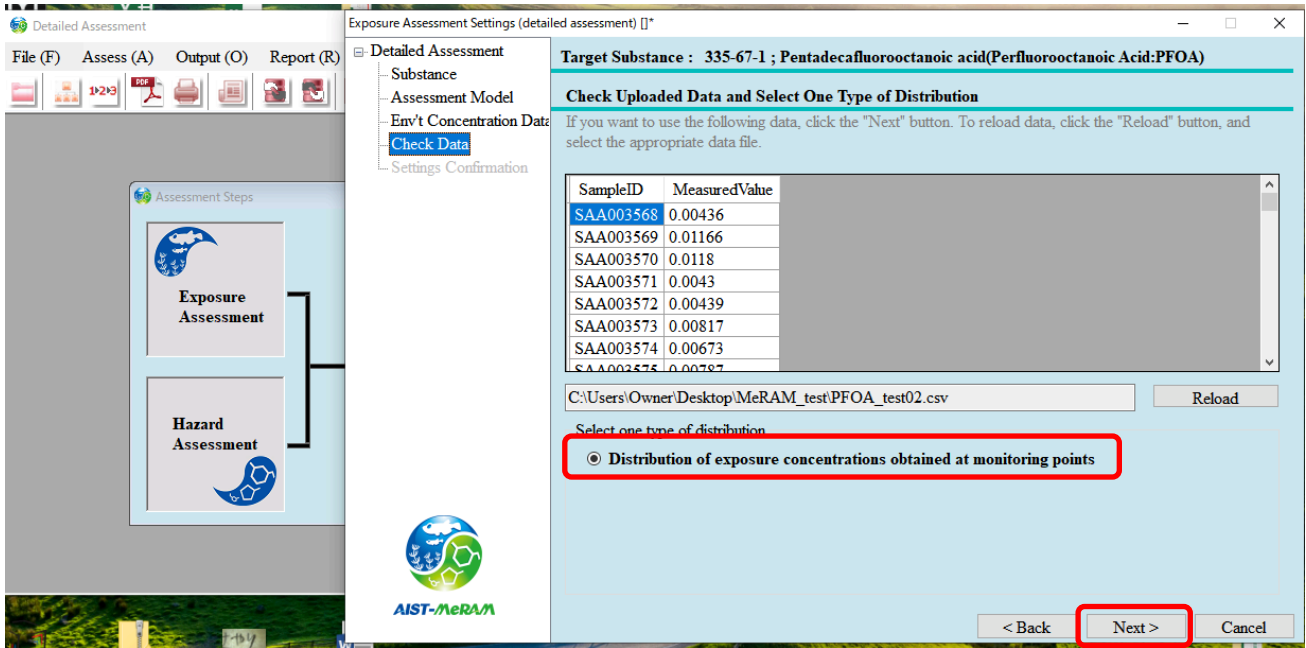 Detailed Assessment
File (F) Assess (A) Output (O) Report (R)
1▸2▸3 PDF
Assessment Steps
Exposure
Assessment
Hazard
Assessment
Exposure Assessment Settings (detailed assessment) []*
Detailed Assessment
Substance
Assessment Model
Env't Concentration Data
Check Data
Settings Confirmation
AIST-MeRAM
Target Substance : 335-67-1 ; Pentadecafluorooctanoic acid(Perfluorooctanoic Acid:PFOA)
Check Uploaded Data and Select One Type of Distribution
If you want to use the following data, click the "Next" button. To reload data, click the "Reload" button, and
select the appropriate data file.
SampleID MeasuredValue
SAA003568 0.00436
SAA003569 0.01166
SAA003570 0.0118
SAA003571 0.0043
SAA003572 0.00439
SAA003573 0.00817
SAA003574 0.00673
SAA003575 0.00787
C:\Users\Owner\Desktop\MeRAM_test\PFOA_test02.csv Reload
Select one type of distribution
Distribution of exposure concentrations obtained at monitoring points
< Back Next > Cancel